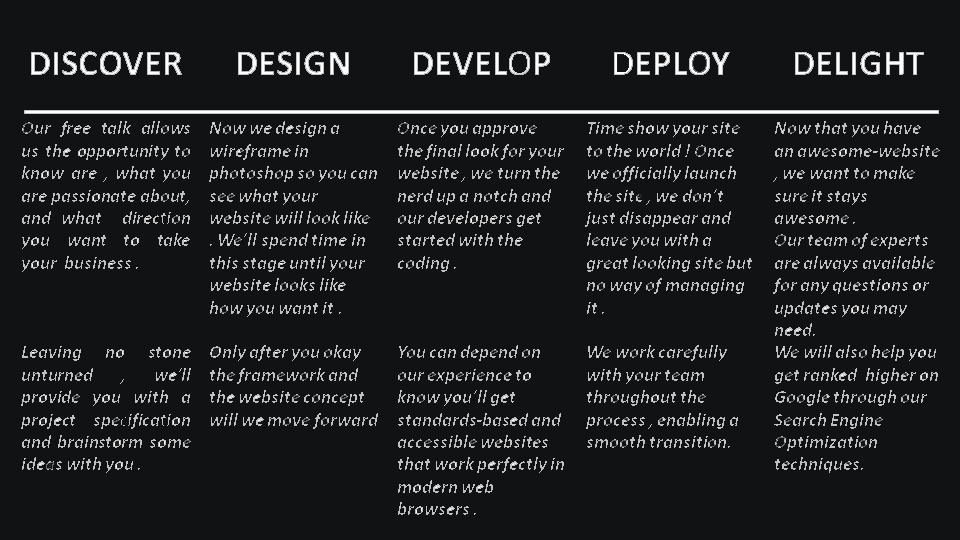 DISCOVER
DESIGN
DEVELOP
DEPLOY
DELIGHT
Our free talk allows
us the opportunity to
know are , what you
are passionate about,
and what direction
you want to take
your business .
Now we design a
wireframe in
photoshop so you can
see what your
website will look like
. We'll spend time in
this stage until your
website looks like
how you want it .
Once you approve
the final look for your
website , we turn the
nerd up a notch and
our developers get
started with the
coding .
Time show your site
to the world ! Once
we officially launch
the site , we don't
just disappear and
leave you with a
great looking site but
no way of managing
it .
Now that you have
an awesome-website
, we want to make
sure it stays
awesome .
Our team of experts
are always available
for any questions or
updates you may
need.
Leaving no stone
unturned , we'll
provide you with a
project specification
and brainstorm some
ideas with you .
Only after you okay
the framework and
the website concept
will we move forward
You can depend on
our experience to
know you'll get
standards-based and
accessible websites
that work perfectly in
modern web
browsers .
We work carefully
with your team
throughout the
process , enabling a
smooth transition.
We will also help you
get ranked higher on
Google through our
Search Engine
Optimization
techniques.